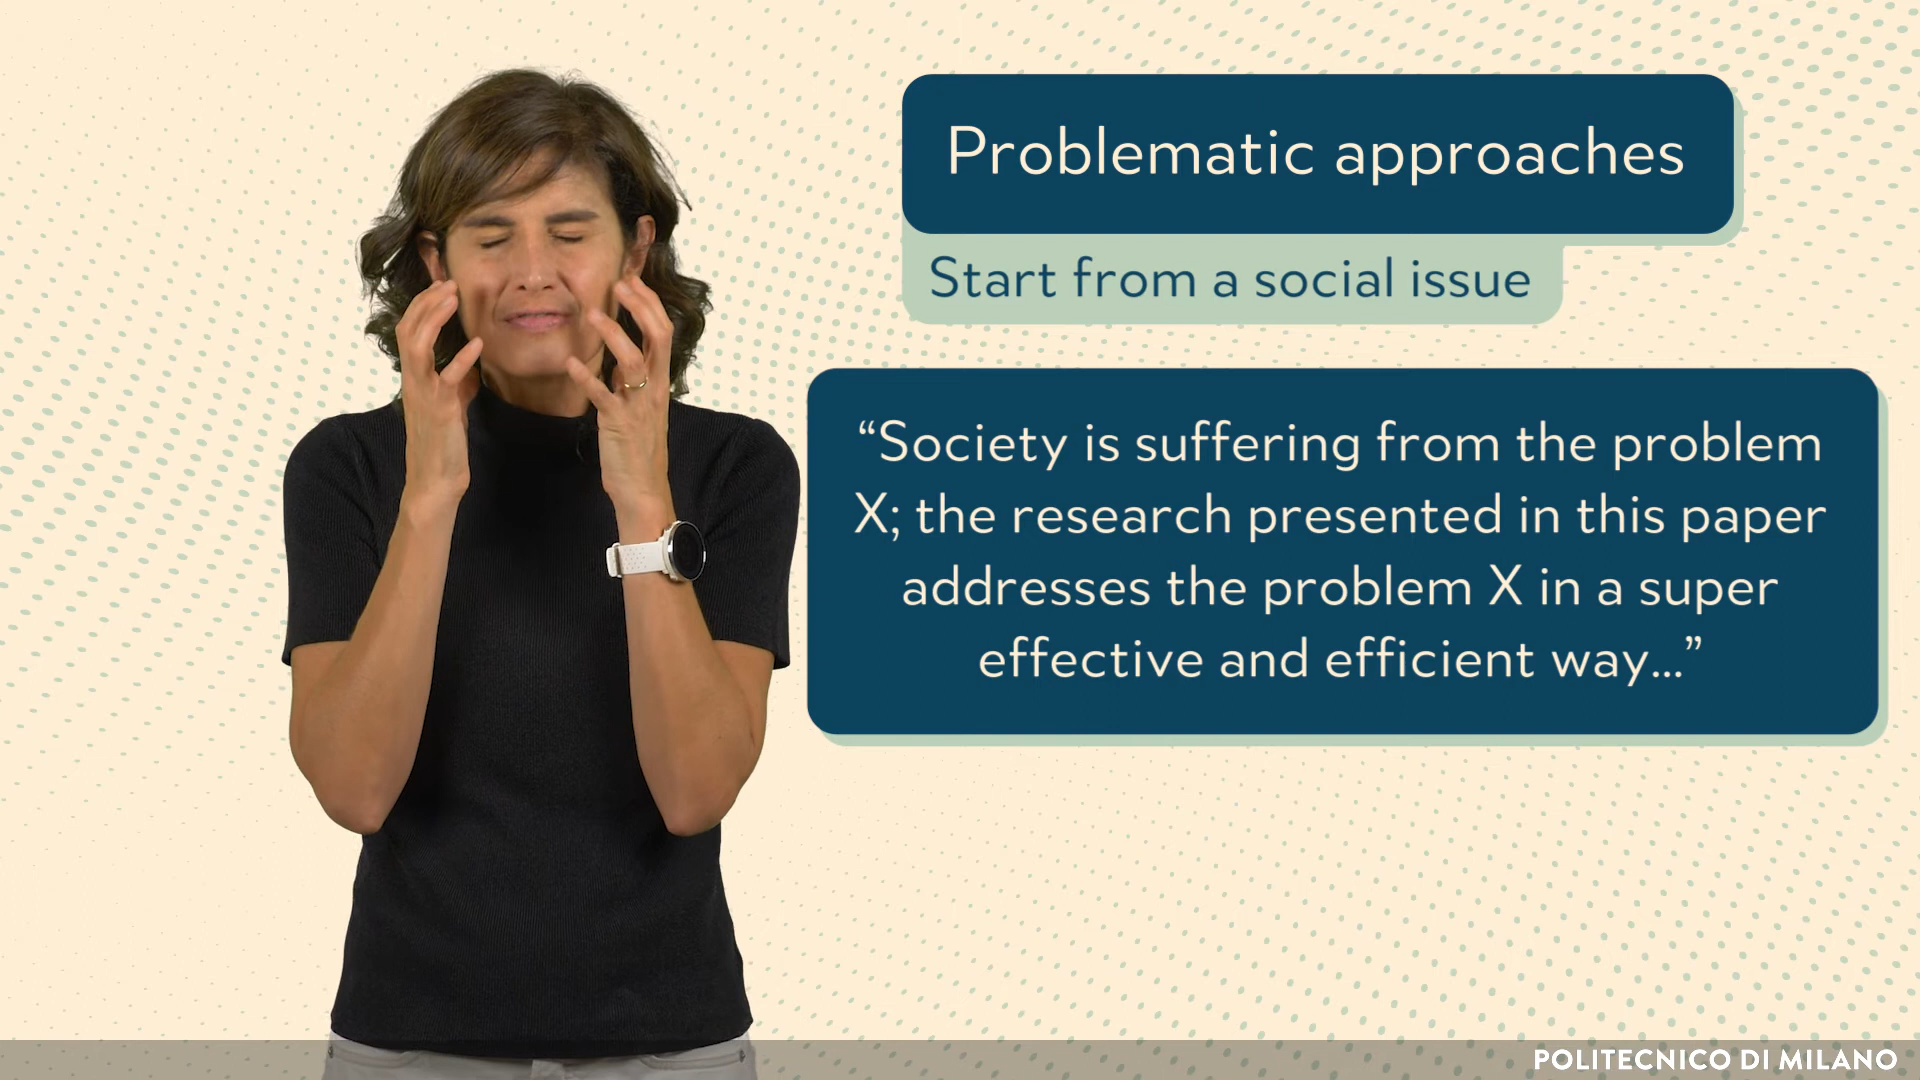 Problematic approaches
Start from a social issue
“Society is suffering from the problem
X; the research presented in this paper
addresses the problem X in a super
effective and efficient way...”
POLITECNICO DI MILANO